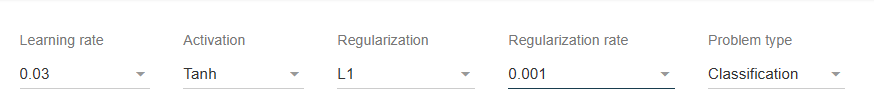 Learning rate Activation Regularization Regularization rate Problem type
0.03 Tanh L1 0.001 Classification